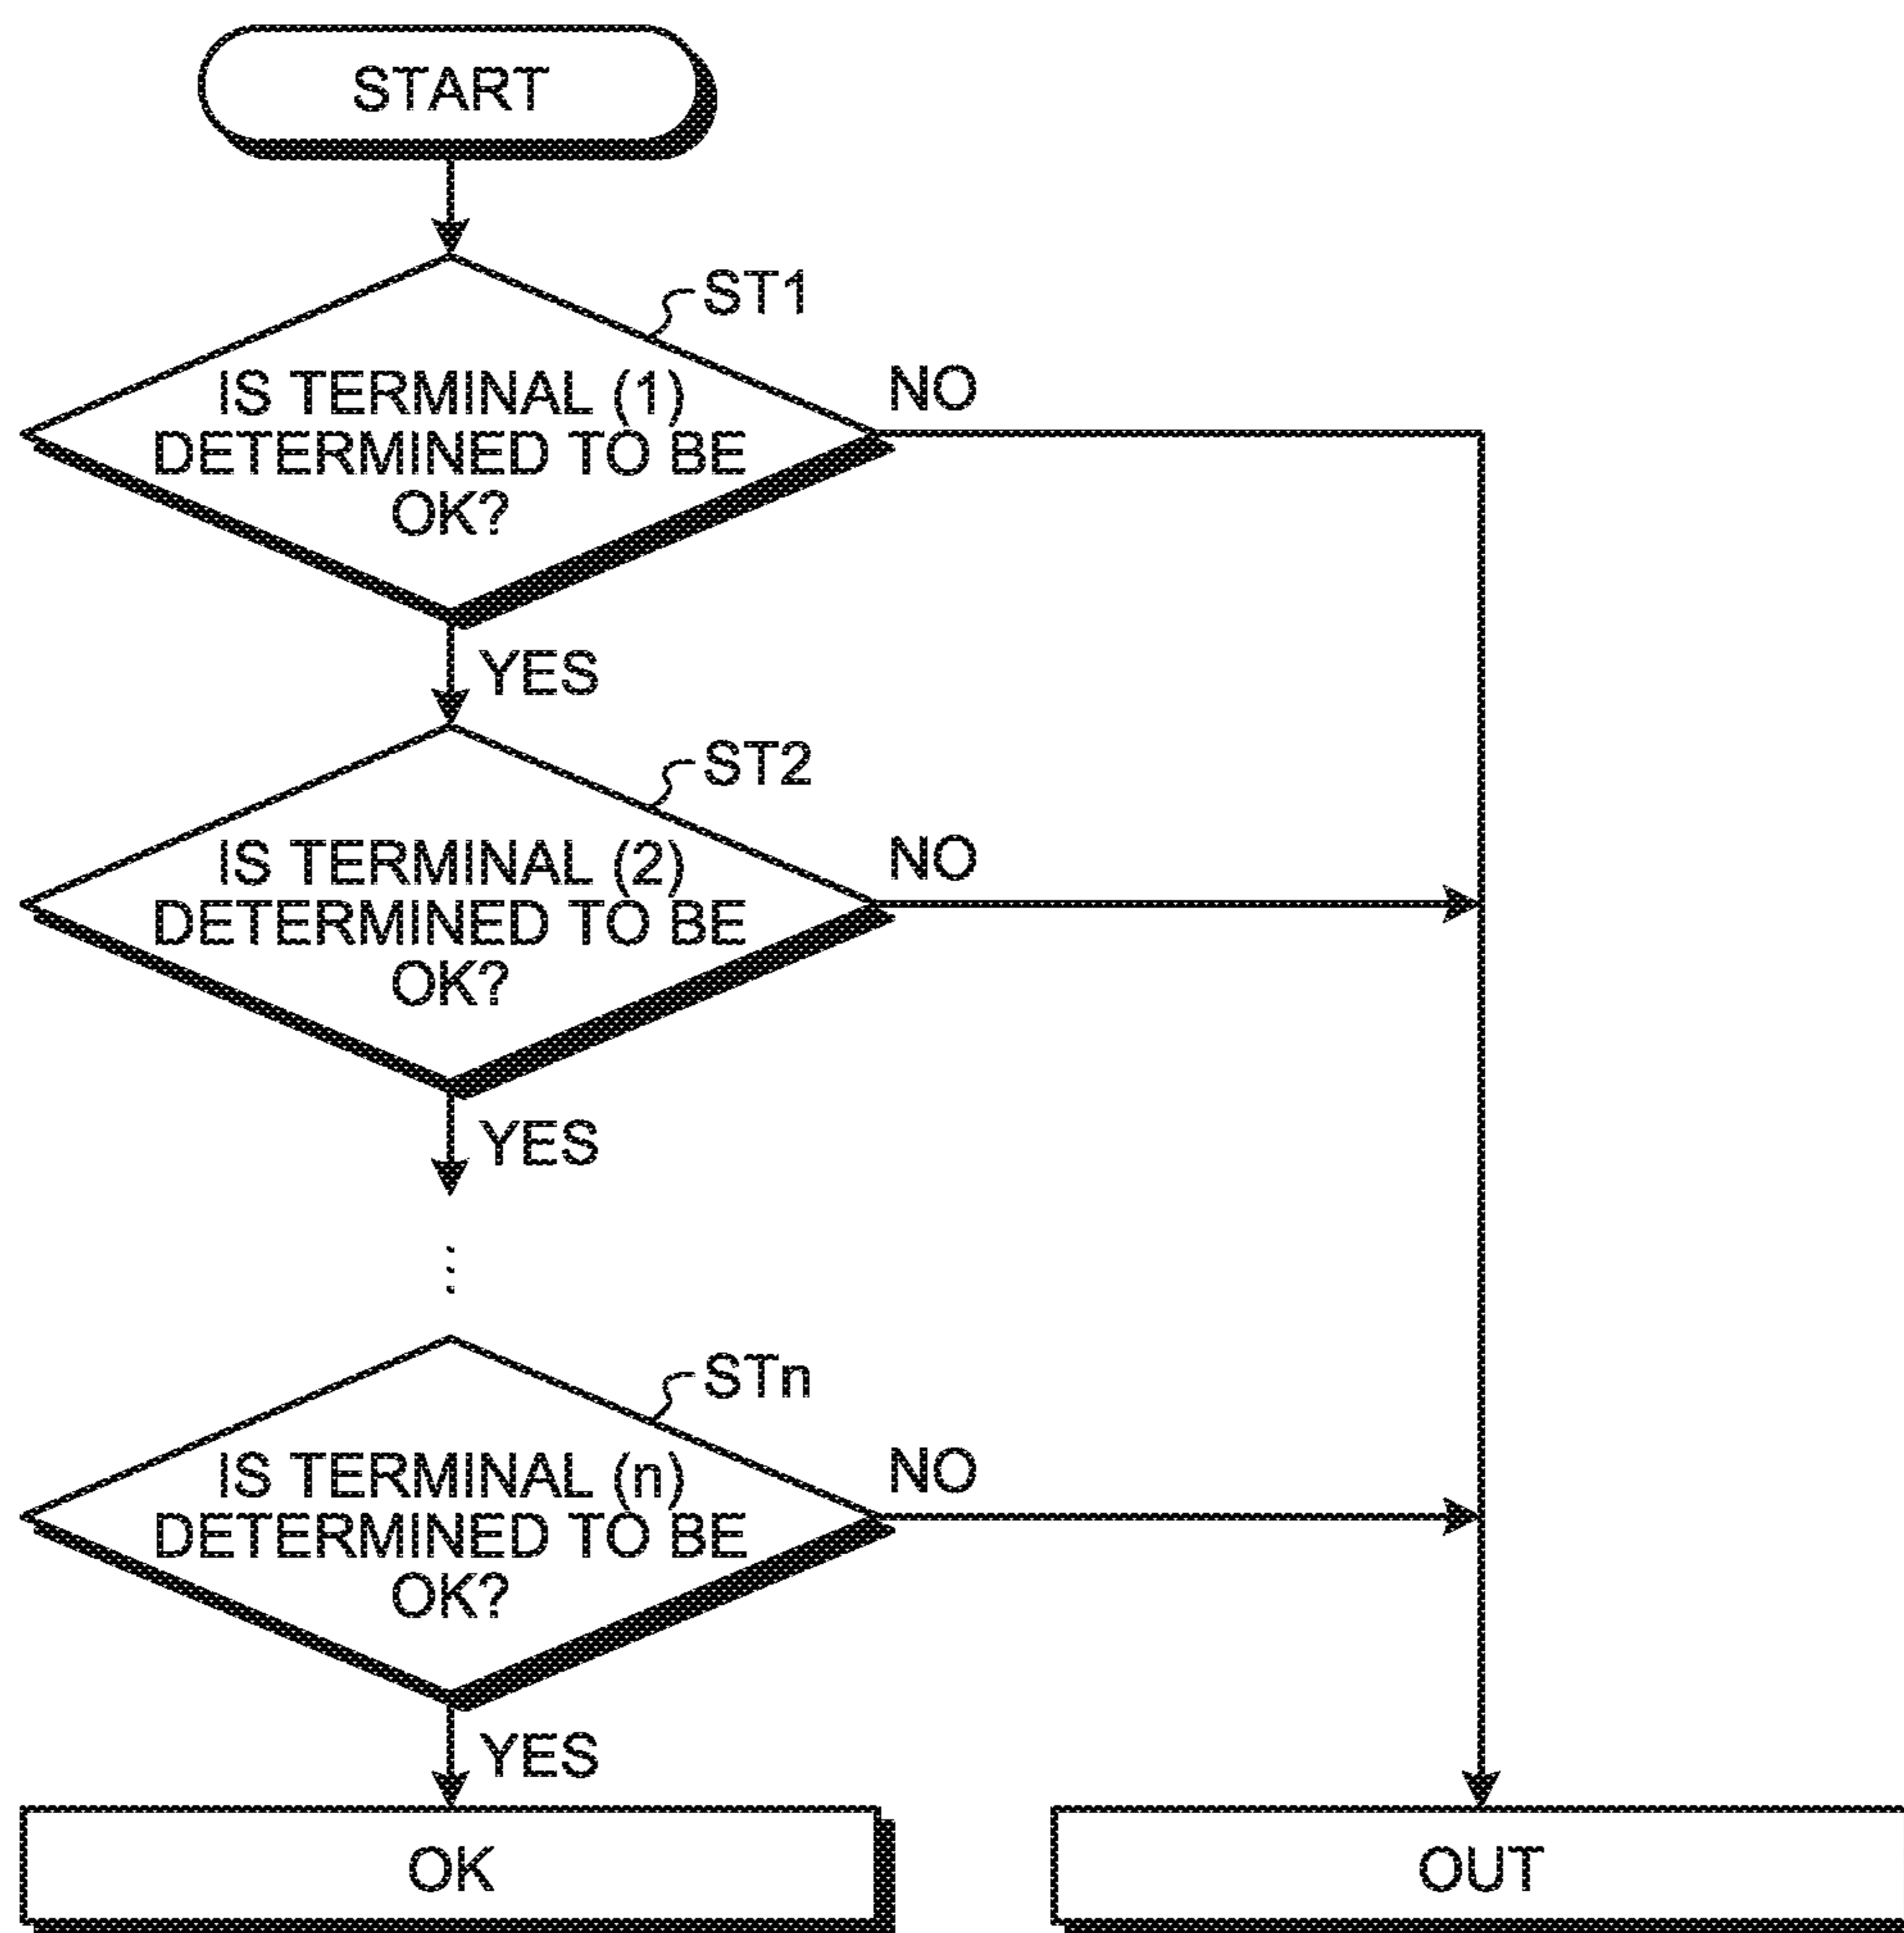 START
ST1
IS TERMINAL (1)
DETERMINED TO BE
OK?
NO
YES
ST2
IS TERMINAL (2)
DETERMINED TO BE
OK?
NO
YES
⋮
STn
IS TERMINAL (n)
DETERMINED TO BE
OK?
NO
YES
OK
OUT